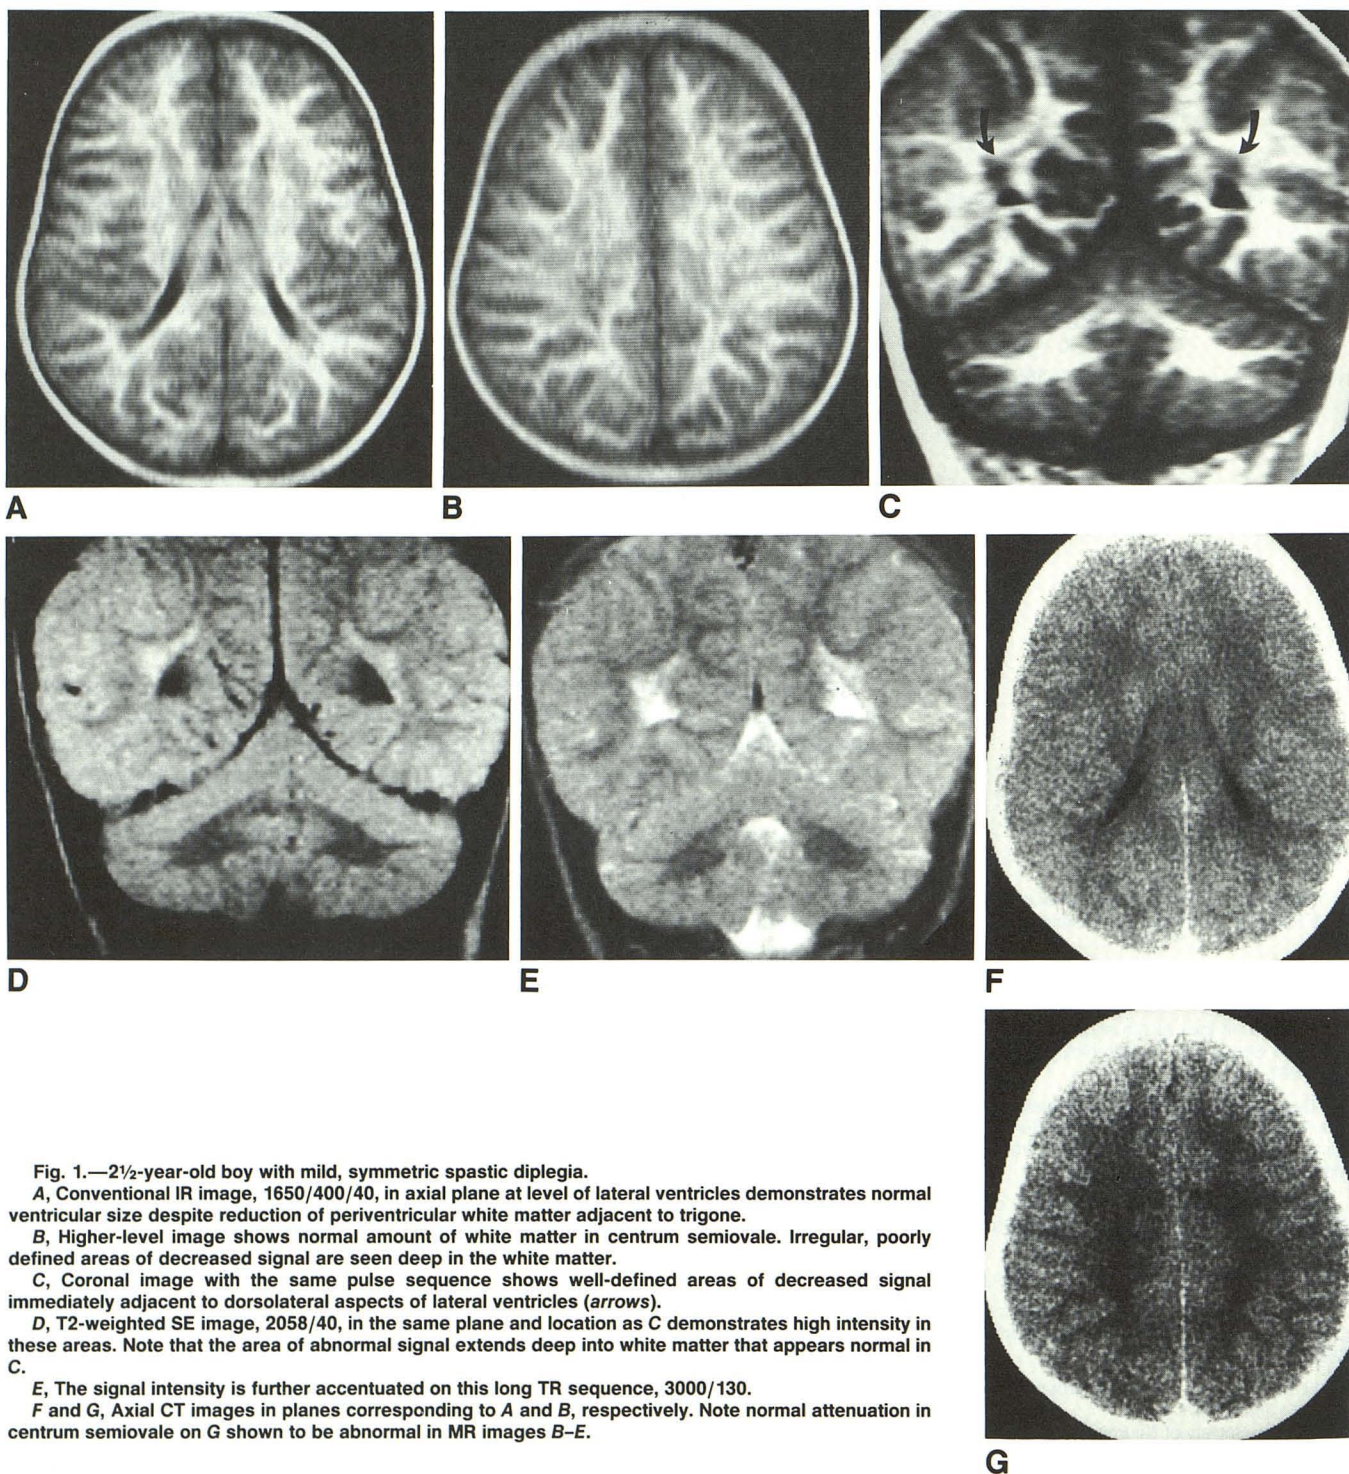 A
B
C
D
E
F
G
Fig. 1.—2½-year-old boy with mild, symmetric spastic diplegia.
A, Conventional IR image, 1650/400/40, in axial plane at level of lateral ventricles demonstrates normal
ventricular size despite reduction of periventricular white matter adjacent to trigone.
B, Higher-level image shows normal amount of white matter in centrum semiovale. Irregular, poorly
defined areas of decreased signal are seen deep in the white matter.
C, Coronal image with the same pulse sequence shows well-defined areas of decreased signal
immediately adjacent to dorsolateral aspects of lateral ventricles (arrows).
D, T2-weighted SE image, 2058/40, in the same plane and location as C demonstrates high intensity in
these areas. Note that the area of abnormal signal extends deep into white matter that appears normal in
C.
E, The signal intensity is further accentuated on this long TR sequence, 3000/130.
F and G, Axial CT images in planes corresponding to A and B, respectively. Note normal attenuation in
centrum semiovale on G shown to be abnormal in MR images B–E.